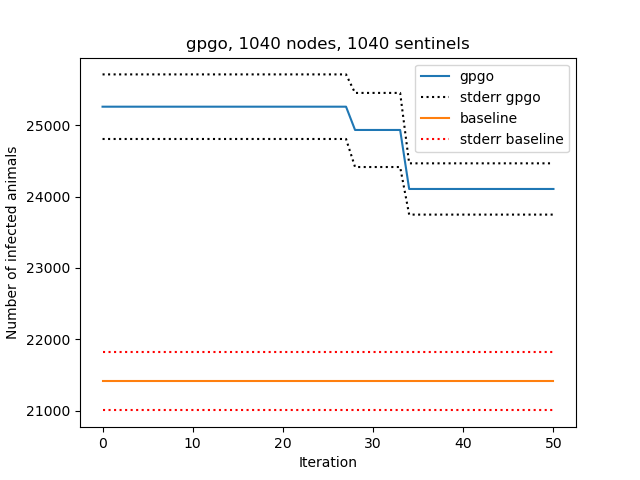 gpgo, 1040 nodes, 1040 sentinels
gpgo
stderr gpgo
baseline
stderr baseline
Number of infected animals
25000
24000
23000
22000
21000
0
10
20
30
40
50
Iteration